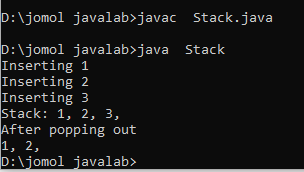 D:\jomol javalab>javac  Stack.java
D:\jomol javalab>java  Stack
Inserting 1
Inserting 2
Inserting 3
Stack: 1, 2, 3,
After popping out
1, 2,
D:\jomol javalab>